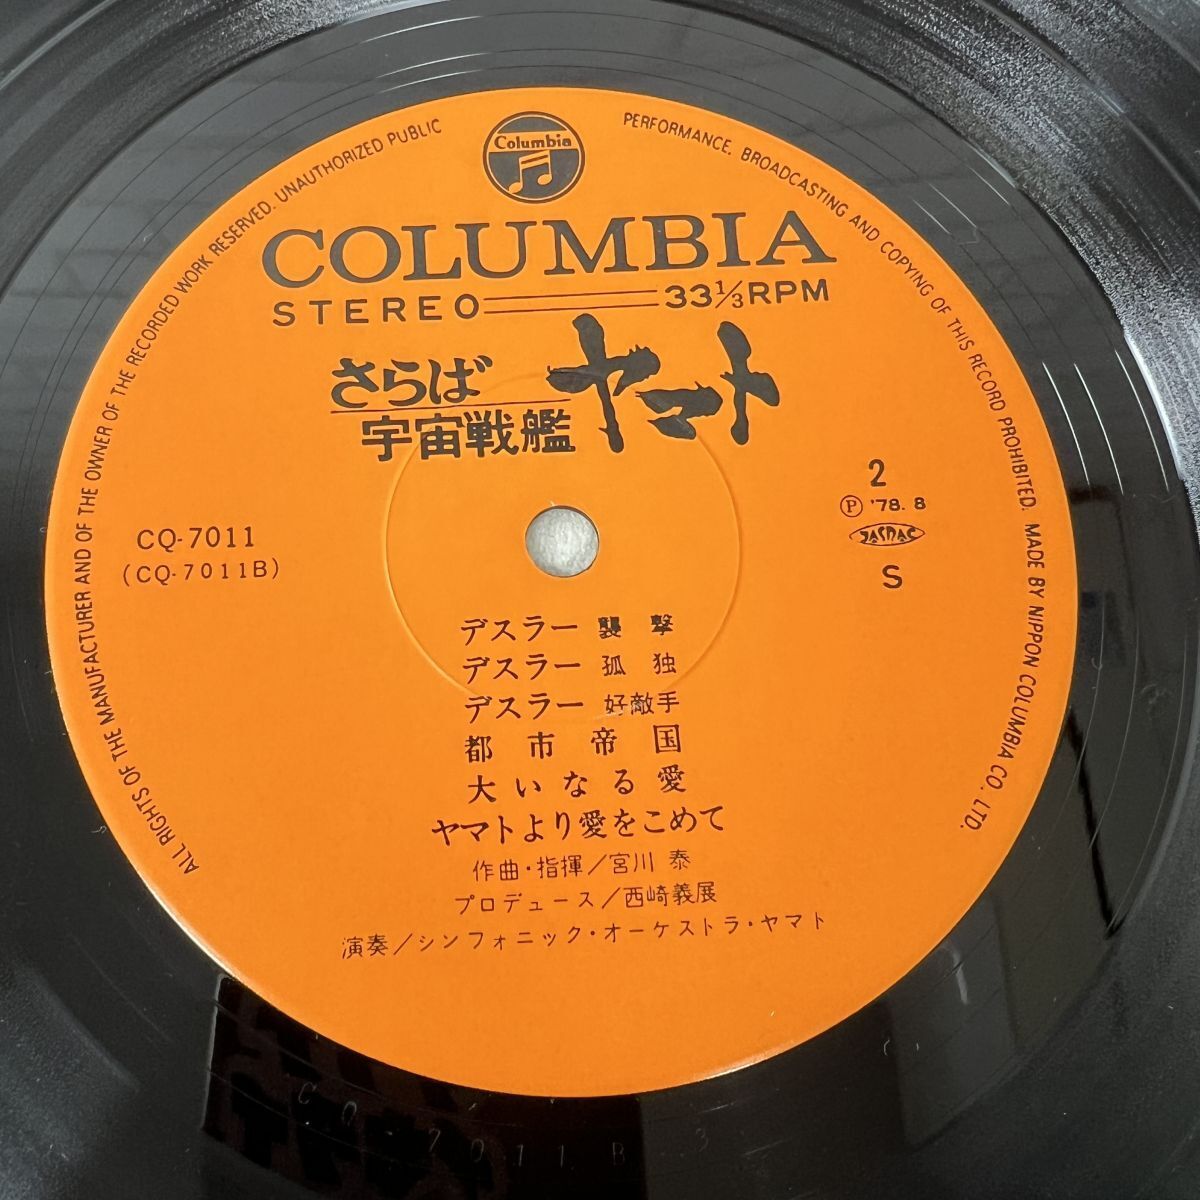 Columbia
COLUMBIA
STEREO 33 1/3 RPM
さらば
宇宙戦艦
ヤマト
2
Ⓟ '78. 8
JASRAC
S
CQ-7011
(CQ-7011B)
デスラー 襲撃
デスラー 孤独
デスラー 好敵手
都市帝国
大いなる愛
ヤマトより愛をこめて
作曲・指揮/宮川 泰
プロデュース/西崎義展
演奏/シンフォニック・オーケストラ・ヤマト
ALL RIGHTS OF THE MANUFACTURER AND OF THE OWNER OF THE RECORDED WORK RESERVED. UNAUTHORIZED PUBLIC PERFORMANCE. BROADCASTING AND COPYING OF THIS RECORD PROHIBITED. MADE BY NIPPON COLUMBIA CO., LTD.
CQ-7011 B 3